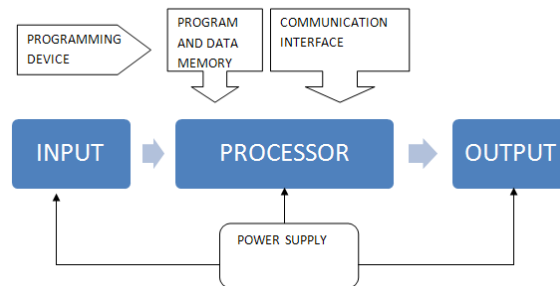 PROGRAMMING
DEVICE
PROGRAM
AND DATA
MEMORY
COMMUNICATION
INTERFACE
INPUT
PROCESSOR
OUTPUT
POWER SUPPLY